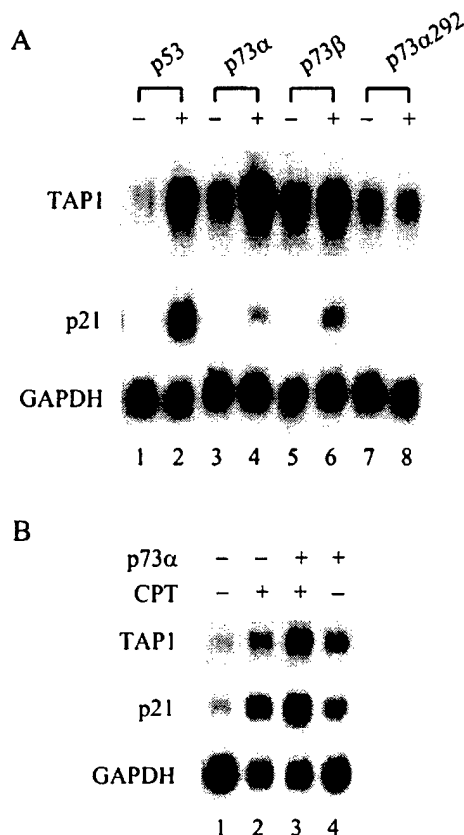 A
p53 p73α p73β p73α292
− + − + − + − +
TAP1
p21
GAPDH
1 2 3 4 5 6 7 8
B
p73α − − + +
CPT − + + −
TAP1
p21
GAPDH
1 2 3 4